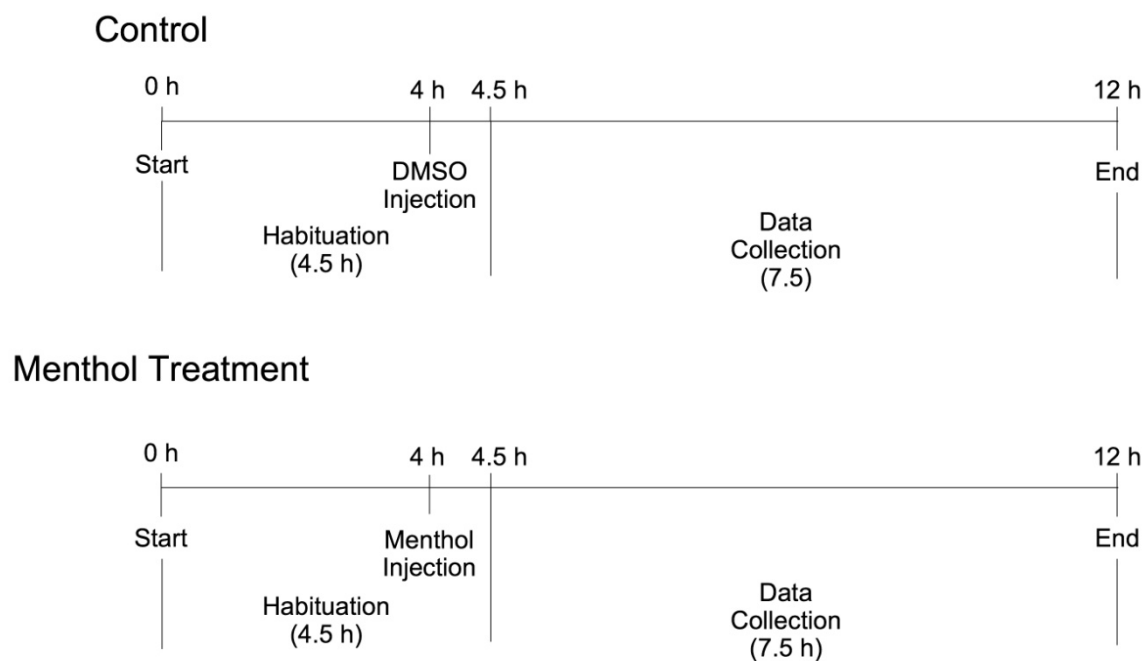 Control
0 h 4 h 4.5 h 12 h
Start DMSO End
Injection
Habituation Data
(4.5 h) Collection
(7.5)
Menthol Treatment
0 h 4 h 4.5 h 12 h
Start Menthol End
Injection
Habituation Data
(4.5 h) Collection
(7.5 h)